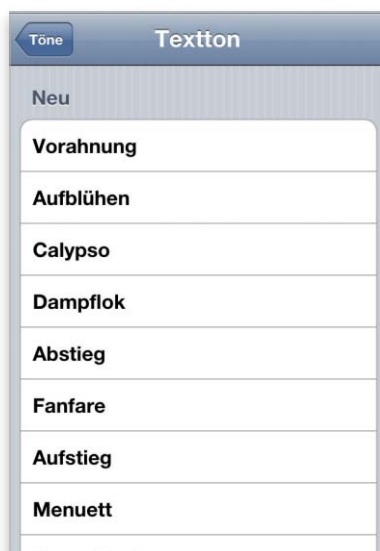 Töne
Textton
Neu
Vorahnung
Aufblühen
Calypso
Dampflok
Abstieg
Fanfare
Aufstieg
Menuett